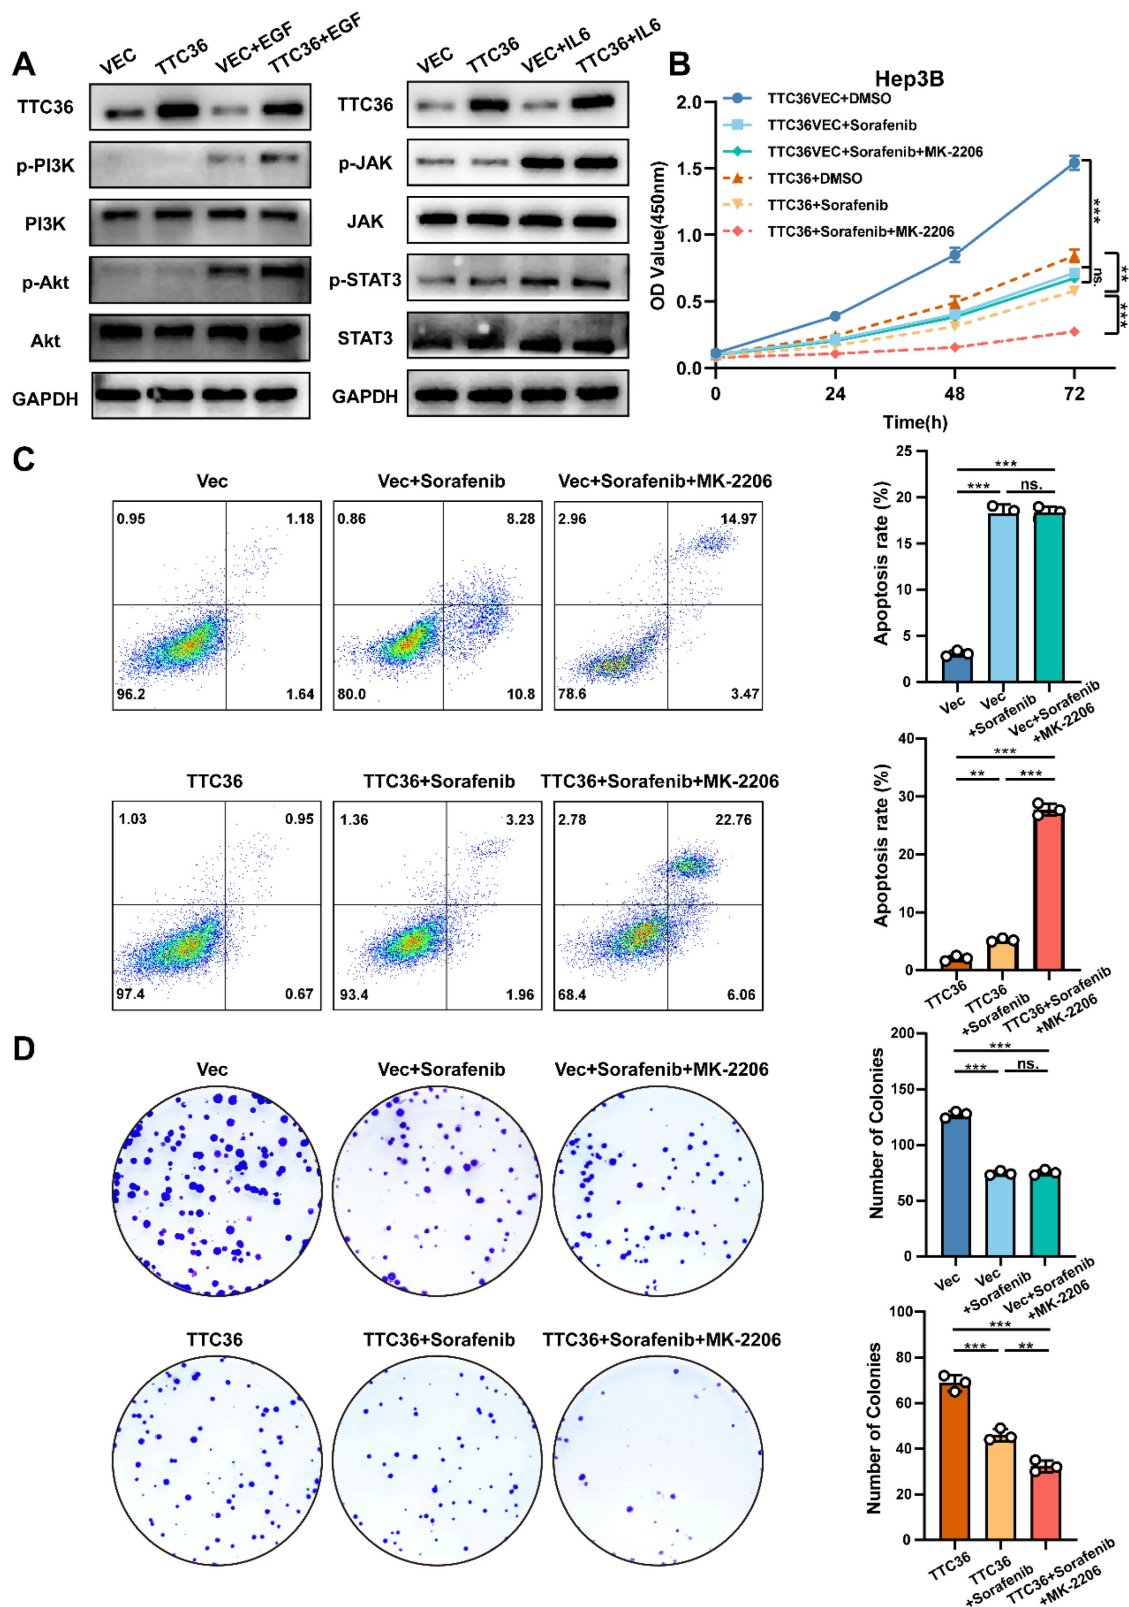 A
VEC TTC36 VEC+EGF TTC36+EGF
TTC36
p-PI3K
PI3K
p-Akt
Akt
GAPDH
VEC TTC36 VEC+IL6 TTC36+IL6
TTC36
p-JAK
JAK
p-STAT3
STAT3
GAPDH
B
Hep3B
TTC36VEC+DMSO
TTC36VEC+Sorafenib
TTC36VEC+Sorafenib+MK-2206
TTC36+DMSO
TTC36+Sorafenib
TTC36+Sorafenib+MK-2206
OD Value(450nm)
2.0
1.5
1.0
0.5
0.0
0 24 48 72
Time(h)
***
ns.
**
***
C
Vec Vec+Sorafenib Vec+Sorafenib+MK-2206
0.95 1.18 0.86 8.28 2.96 14.97
96.2 1.64 80.0 10.8 78.6 3.47
Apoptosis rate (%)
25
20
15
10
5
0
***
*** ns.
Vec
Vec
+Sorafenib
Vec+Sorafenib
+MK-2206
TTC36 TTC36+Sorafenib TTC36+Sorafenib+MK-2206
1.03 0.95 1.36 3.23 2.78 22.76
97.4 0.67 93.4 1.96 68.4 6.06
Apoptosis rate (%)
40
30
20
10
0
***
** ***
TTC36
TTC36
+Sorafenib
TTC36+Sorafenib
+MK-2206
D
Vec Vec+Sorafenib Vec+Sorafenib+MK-2206
Number of Colonies
200
150
100
50
0
***
*** ns.
Vec
Vec
+Sorafenib
Vec+Sorafenib
+MK-2206
TTC36 TTC36+Sorafenib TTC36+Sorafenib+MK-2206
Number of Colonies
100
80
60
40
20
0
***
*** **
TTC36
TTC36
+Sorafenib
TTC36+Sorafenib
+MK-2206